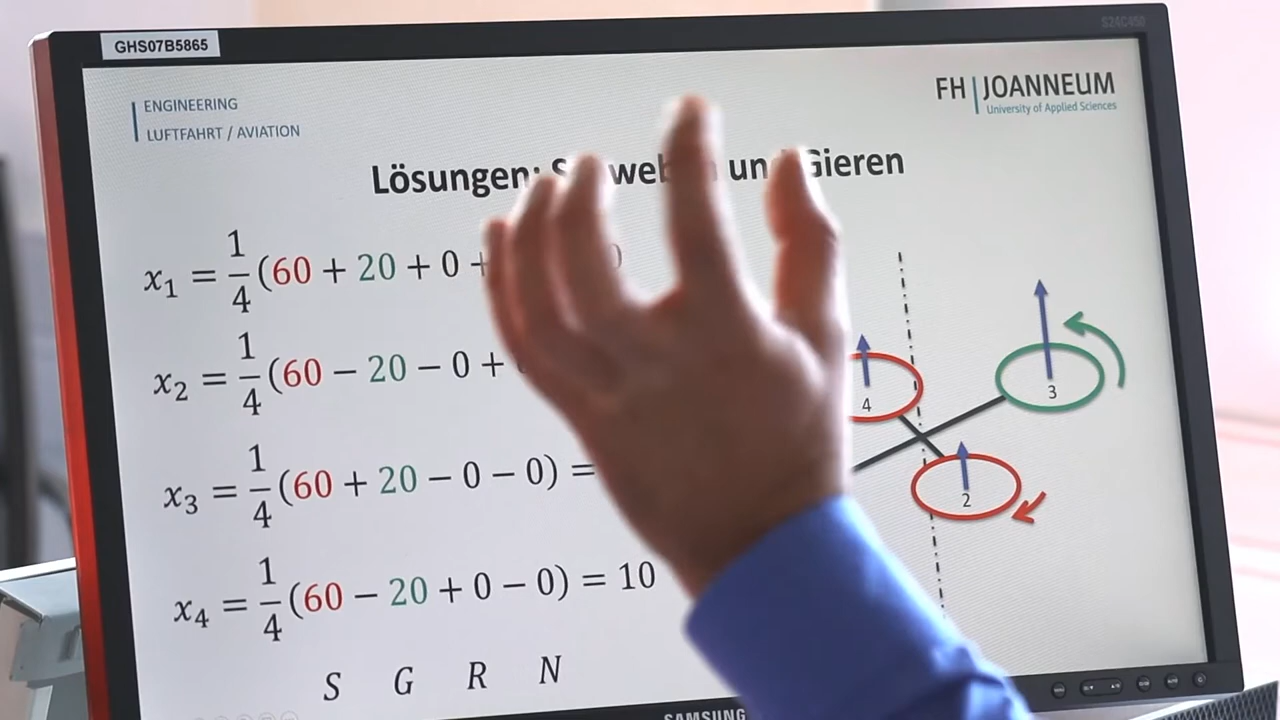 S24C450
GHS07B5865
ENGINEERING
LUFTFAHRT / AVIATION
FH | JOANNEUM
University of Applied Sciences
Lösungen: und Gieren
x₁ = 1/4 (60 + 20 + 0 +
x₂ = 1/4 (60 − 20 − 0 +
x₃ = 1/4 (60 + 20 − 0 − 0) =
x₄ = 1/4 (60 − 20 + 0 − 0) = 10
S G R N
3
4
2
SAMSUNG